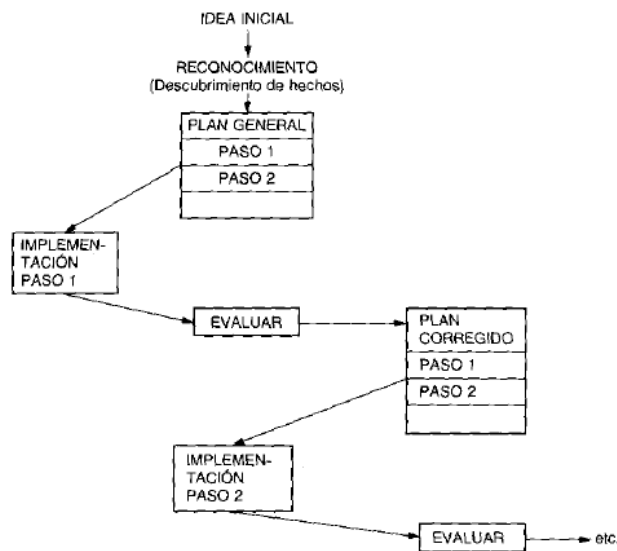 IDEA INICIAL
RECONOCIMIENTO
(Descubrimiento de hechos)
PLAN GENERAL
PASO 1
PASO 2
IMPLEMEN-
TACIÓN
PASO 1
EVALUAR
PLAN
CORREGIDO
PASO 1
PASO 2
IMPLEMEN-
TACIÓN
PASO 2
EVALUAR
etc.